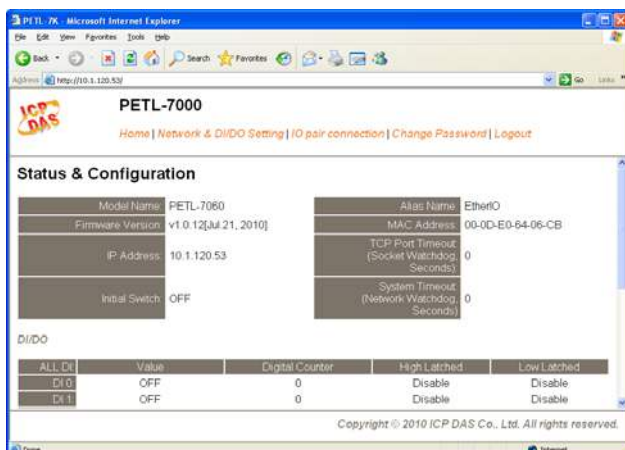 PETL-7K - Microsoft Internet Explorer
File Edit View Favorites Tools Help
Back Search Favorites
Address http://10.1.120.53/ Go Links
ICP DAS
PETL-7000
Home | Network & DI/DO Setting | IO pair connection | Change Password | Logout
Status & Configuration
Model Name: PETL-7060 Alias Name: EtherIO
Firmware Version: v1.0.12[Jul 21, 2010] MAC Address: 00-0D-E0-64-06-CB
IP Address: 10.1.120.53 TCP Port Timeout (Socket Watchdog, Seconds): 0
Initial Switch: OFF System Timeout (Network Watchdog, Seconds): 0
DI/DO
ALL DI Value Digital Counter High Latched Low Latched
DI 0: OFF 0 Disable Disable
DI 1: OFF 0 Disable Disable
Copyright © 2010 ICP DAS Co., Ltd. All rights reserved.
Done Internet